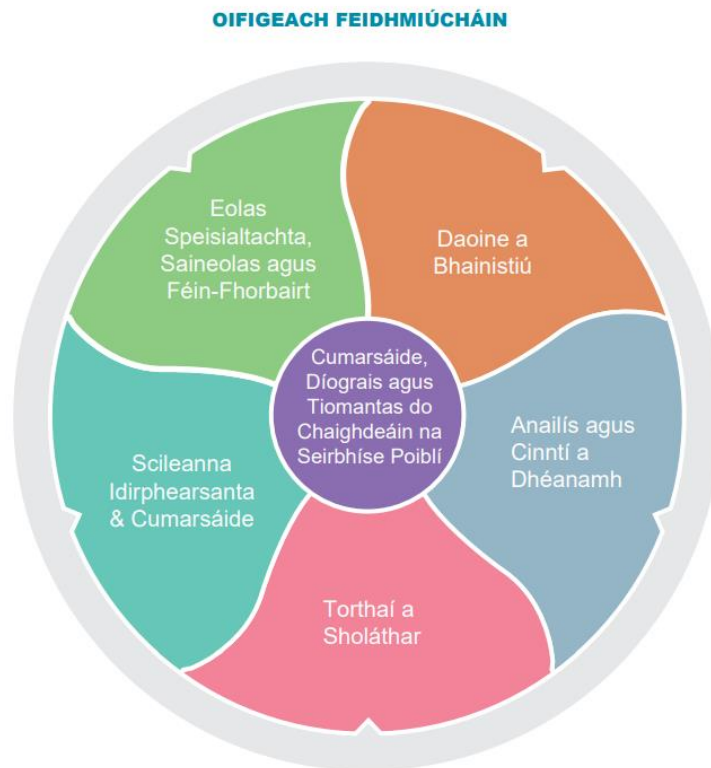 OIFIGEACH FEIDHMIÚCHÁIN
Eolas
Speisialtachta,
Saineolas agus
Féin-Fhorbairt
Daoine a
Bhainistiú
Cumarsáide,
Díograis agus
Tiomantas do
Chaighdeáin na
Seirbhíse Poiblí
Anailís agus
Cinntí a
Dhéanamh
Scileanna
Idirphearsanta
& Cumarsáide
Torthaí a
Sholáthar